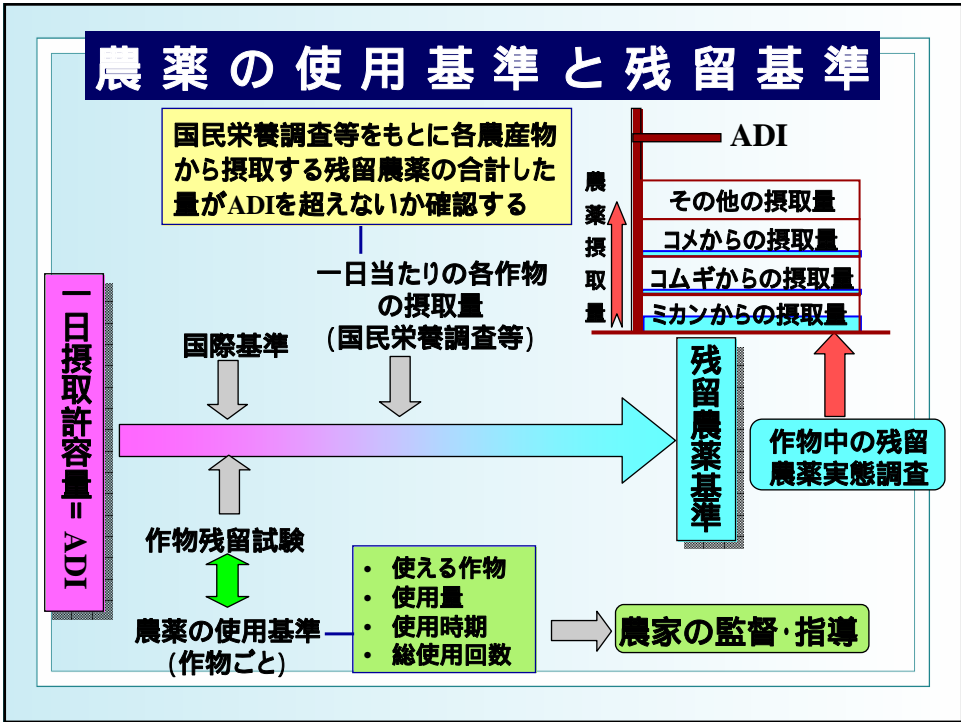 農薬の使用基準と残留基準
国民栄養調査等をもとに各農産物
から摂取する残留農薬の合計した
量がADIを超えないか確認する
ADI
農薬摂取量
その他の摂取量
コメからの摂取量
コムギからの摂取量
ミカンからの摂取量
一日当たりの各作物
の摂取量
(国民栄養調査等)
国際基準
一日摂取許容量=ADI
残留農薬基準
作物中の残留
農薬実態調査
作物残留試験
農薬の使用基準
(作物ごと)
• 使える作物
• 使用量
• 使用時期
• 総使用回数
農家の監督・指導